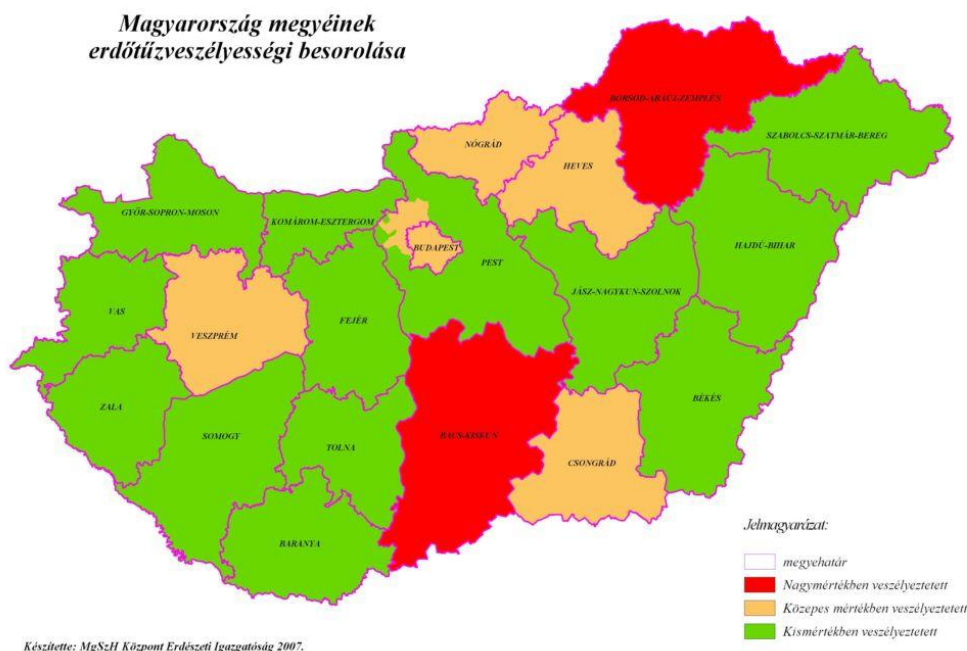 Magyarország megyéinek
erdőtűzveszélyességi besorolása
BORSOD-ABAÚJ-ZEMPLÉN
SZABOLCS-SZATMÁR-BEREG
NÓGRÁD
HEVES
GYŐR-SOPRON-MOSON
KOMÁROM-ESZTERGOM
BUDAPEST
HAJDÚ-BIHAR
PEST
JÁSZ-NAGYKUN-SZOLNOK
VAS
FEJÉR
VESZPRÉM
BÉKÉS
ZALA
SOMOGY
TOLNA
BÁCS-KISKUN
CSONGRÁD
BARANYA
Jelmagyarázat:
megyehatár
Nagymértékben veszélyeztetett
Közepes mértékben veszélyeztetett
Kismértékben veszélyeztetett
Készítette: MgSzH Központ Erdészeti Igazgatóság 2007.